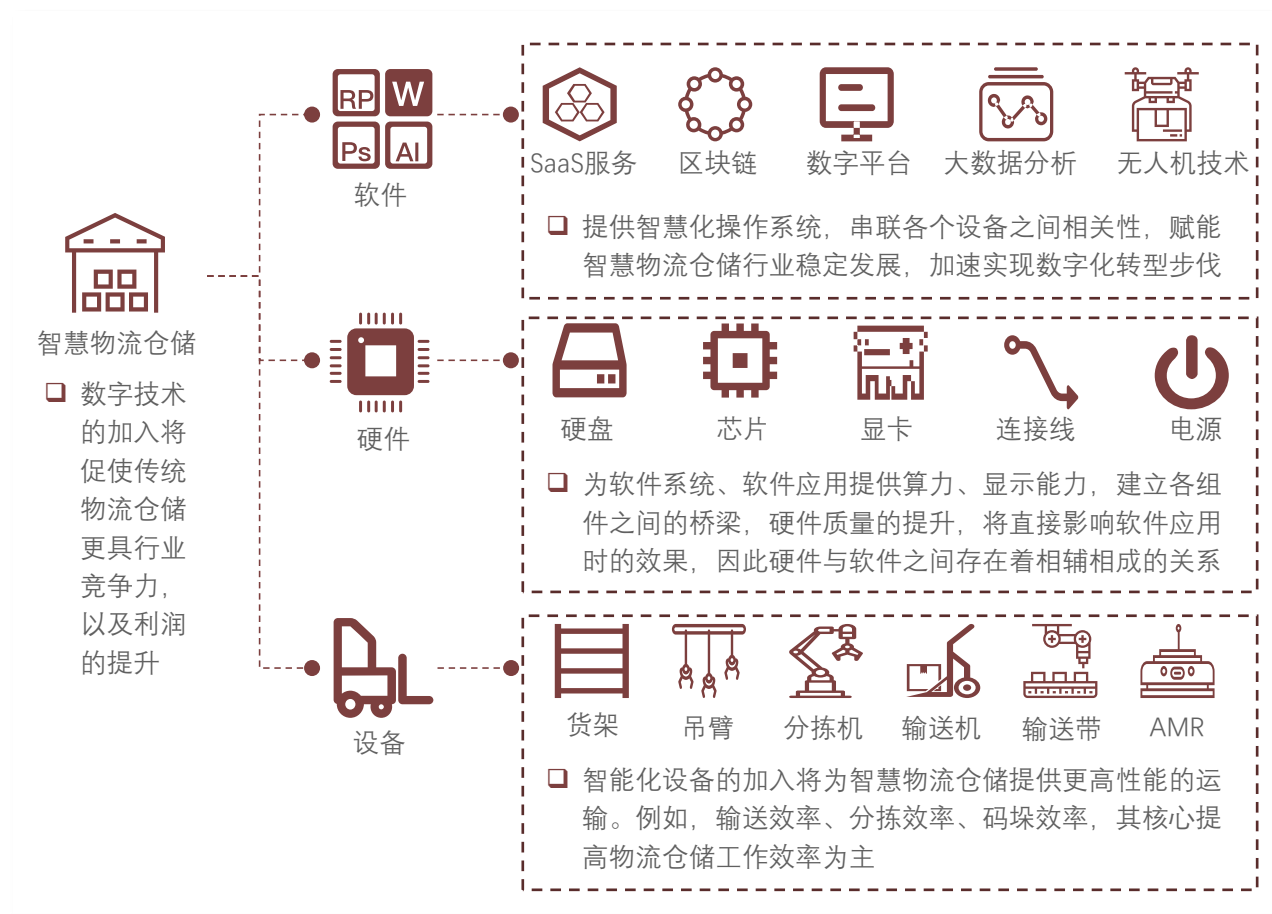 RP W
Ps AI
软件
SaaS服务 区块链 数字平台 大数据分析 无人机技术
❑ 提供智慧化操作系统，串联各个设备之间相关性，赋能
智慧物流仓储行业稳定发展，加速实现数字化转型步伐
智慧物流仓储
❑ 数字技术
的加入将
促使传统
物流仓储
更具行业
竞争力，
以及利润
的提升
硬件
硬盘 芯片 显卡 连接线 电源
❑ 为软件系统、软件应用提供算力、显示能力，建立各组
件之间的桥梁，硬件质量的提升，将直接影响软件应用
时的效果，因此硬件与软件之间存在着相辅相成的关系
设备
货架 吊臂 分拣机 输送机 输送带 AMR
❑ 智能化设备的加入将为智慧物流仓储提供更高性能的运
输。例如，输送效率、分拣效率、码垛效率，其核心提
高物流仓储工作效率为主